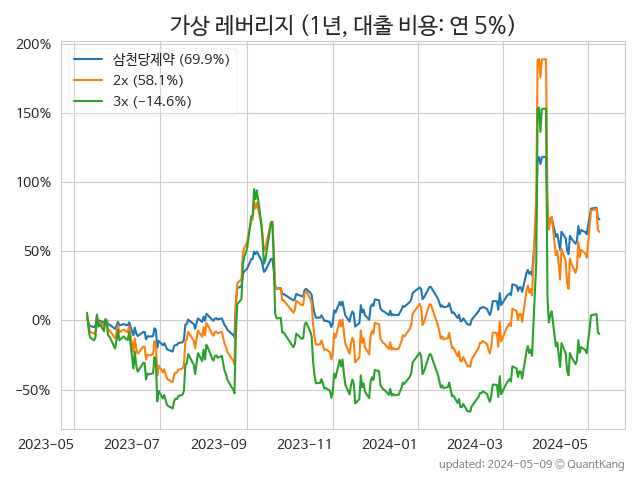 가상 레버리지 (1년, 대출 비용: 연 5%)
삼천당제약 (69.9%)
2x (58.1%)
3x (-14.6%)
200%
150%
100%
50%
0%
−50%
2023-05
2023-07
2023-09
2023-11
2024-01
2024-03
2024-05
updated: 2024-05-09 © QuantKang